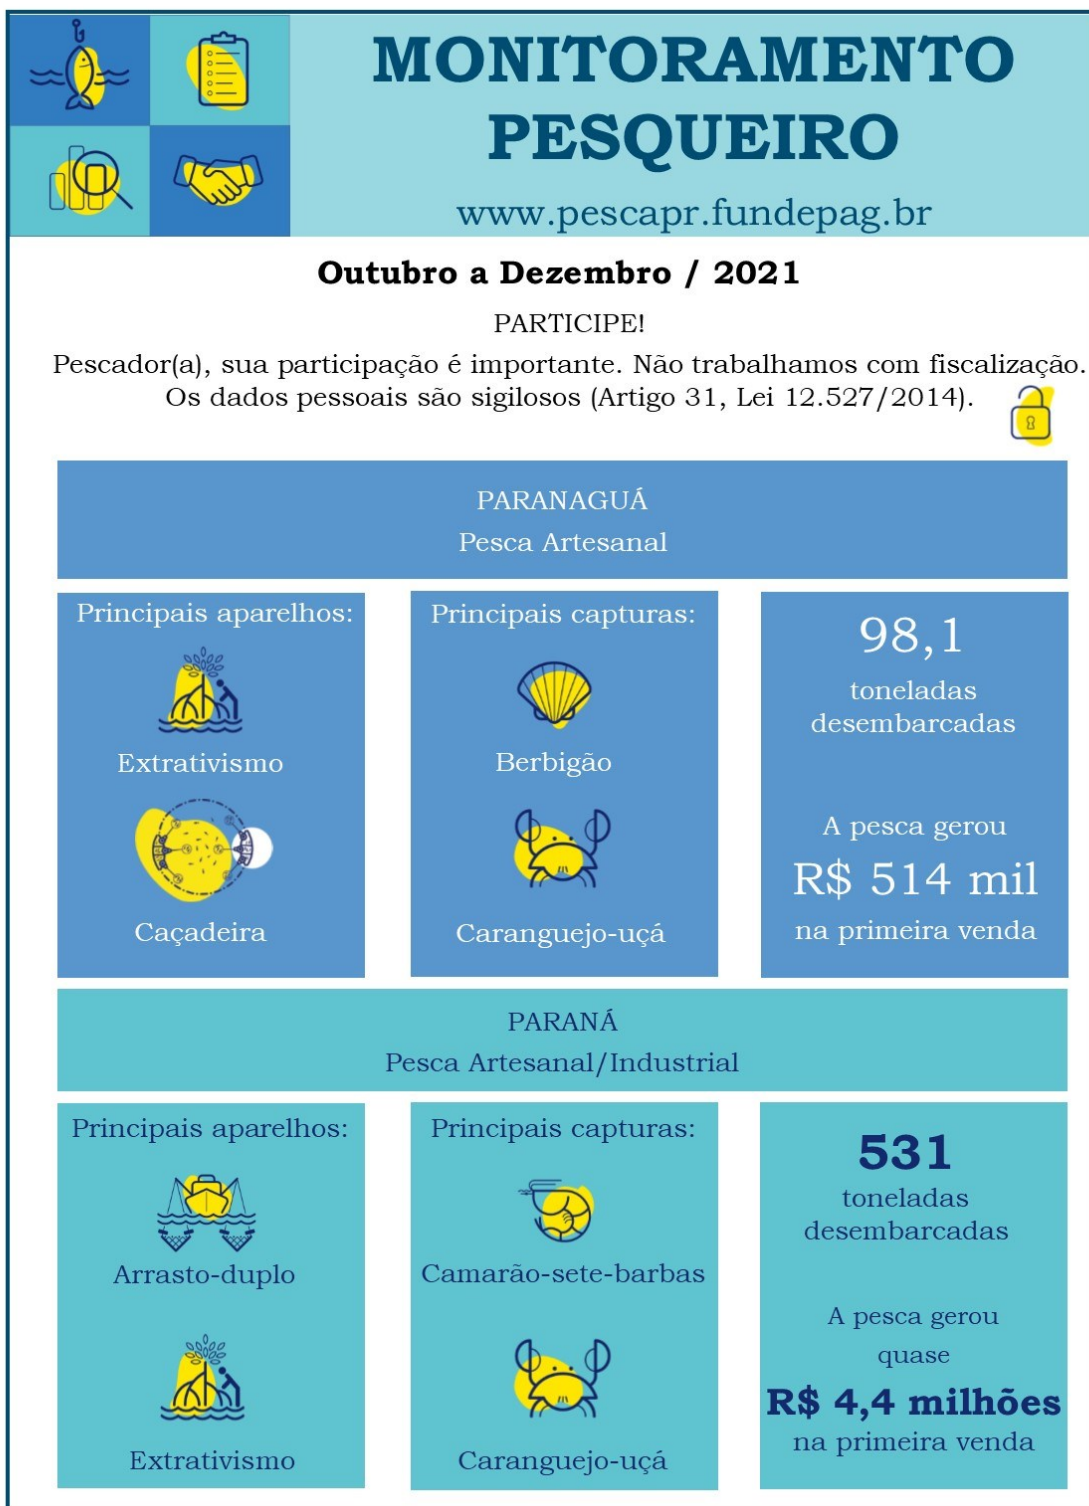 MONITORAMENTO
PESQUEIRO
www.pescapr.fundepag.br
Outubro a Dezembro / 2021
PARTICIPE!
Pescador(a), sua participação é importante. Não trabalhamos com fiscalização.
Os dados pessoais são sigilosos (Artigo 31, Lei 12.527/2014).
PARANAGUÁ
Pesca Artesanal
Principais aparelhos:
Extrativismo
Caçadeira
Principais capturas:
Berbigão
Caranguejo-uçá
98,1
toneladas
desembarcadas
A pesca gerou
R$ 514 mil
na primeira venda
PARANÁ
Pesca Artesanal/Industrial
Principais aparelhos:
Arrasto-duplo
Extrativismo
Principais capturas:
Camarão-sete-barbas
Caranguejo-uçá
531
toneladas
desembarcadas
A pesca gerou
quase
R$ 4,4 milhões
na primeira venda